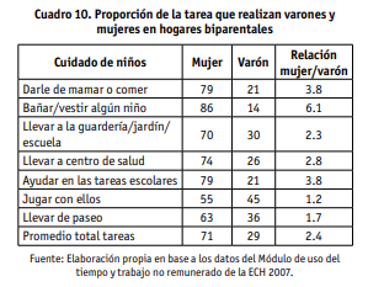 Cuadro 10. Proporción de la tarea que realizan varones y
mujeres en hogares biparentales
Cuidado de niños Mujer Varón Relación
mujer/varón
Darle de mamar o comer 79 21 3.8
Bañar/vestir algún niño 86 14 6.1
Llevar a la guardería/jardín/
escuela 70 30 2.3
Llevar a centro de salud 74 26 2.8
Ayudar en las tareas escolares 79 21 3.8
Jugar con ellos 55 45 1.2
Llevar de paseo 63 36 1.7
Promedio total tareas 71 29 2.4
Fuente: Elaboración propia en base a los datos del Módulo de uso del
tiempo y trabajo no remunerado de la ECH 2007.